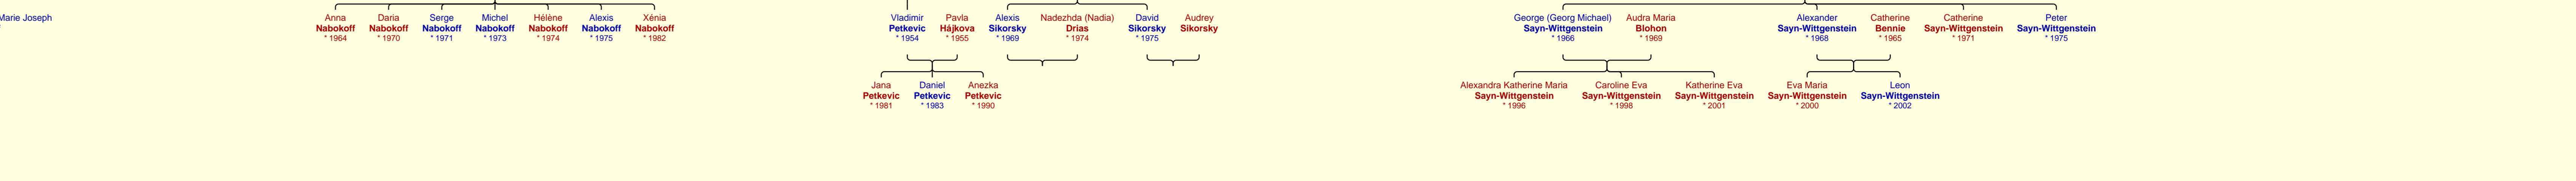 Marie Joseph
Anna
Nabokoff
* 1964
Daria
Nabokoff
* 1970
Serge
Nabokoff
* 1971
Michel
Nabokoff
* 1973
Hélène
Nabokoff
* 1974
Alexis
Nabokoff
* 1975
Xénia
Nabokoff
* 1982
Vladimir
Petkevic
* 1954
Pavla
Hájkova
* 1955
Alexis
Sikorsky
* 1969
Nadezhda (Nadia)
Drias
* 1974
David
Sikorsky
* 1975
Audrey
Sikorsky
George (Georg Michael)
Sayn-Wittgenstein
* 1966
Audra Maria
Blohon
* 1969
Alexander
Sayn-Wittgenstein
* 1968
Catherine
Bennie
* 1965
Catherine
Sayn-Wittgenstein
* 1971
Peter
Sayn-Wittgenstein
* 1975
Jana
Petkevic
* 1981
Daniel
Petkevic
* 1983
Anezka
Petkevic
* 1990
Alexandra Katherine Maria
Sayn-Wittgenstein
* 1996
Caroline Eva
Sayn-Wittgenstein
* 1998
Katherine Eva
Sayn-Wittgenstein
* 2001
Eva Maria
Sayn-Wittgenstein
* 2000
Leon
Sayn-Wittgenstein
* 2002